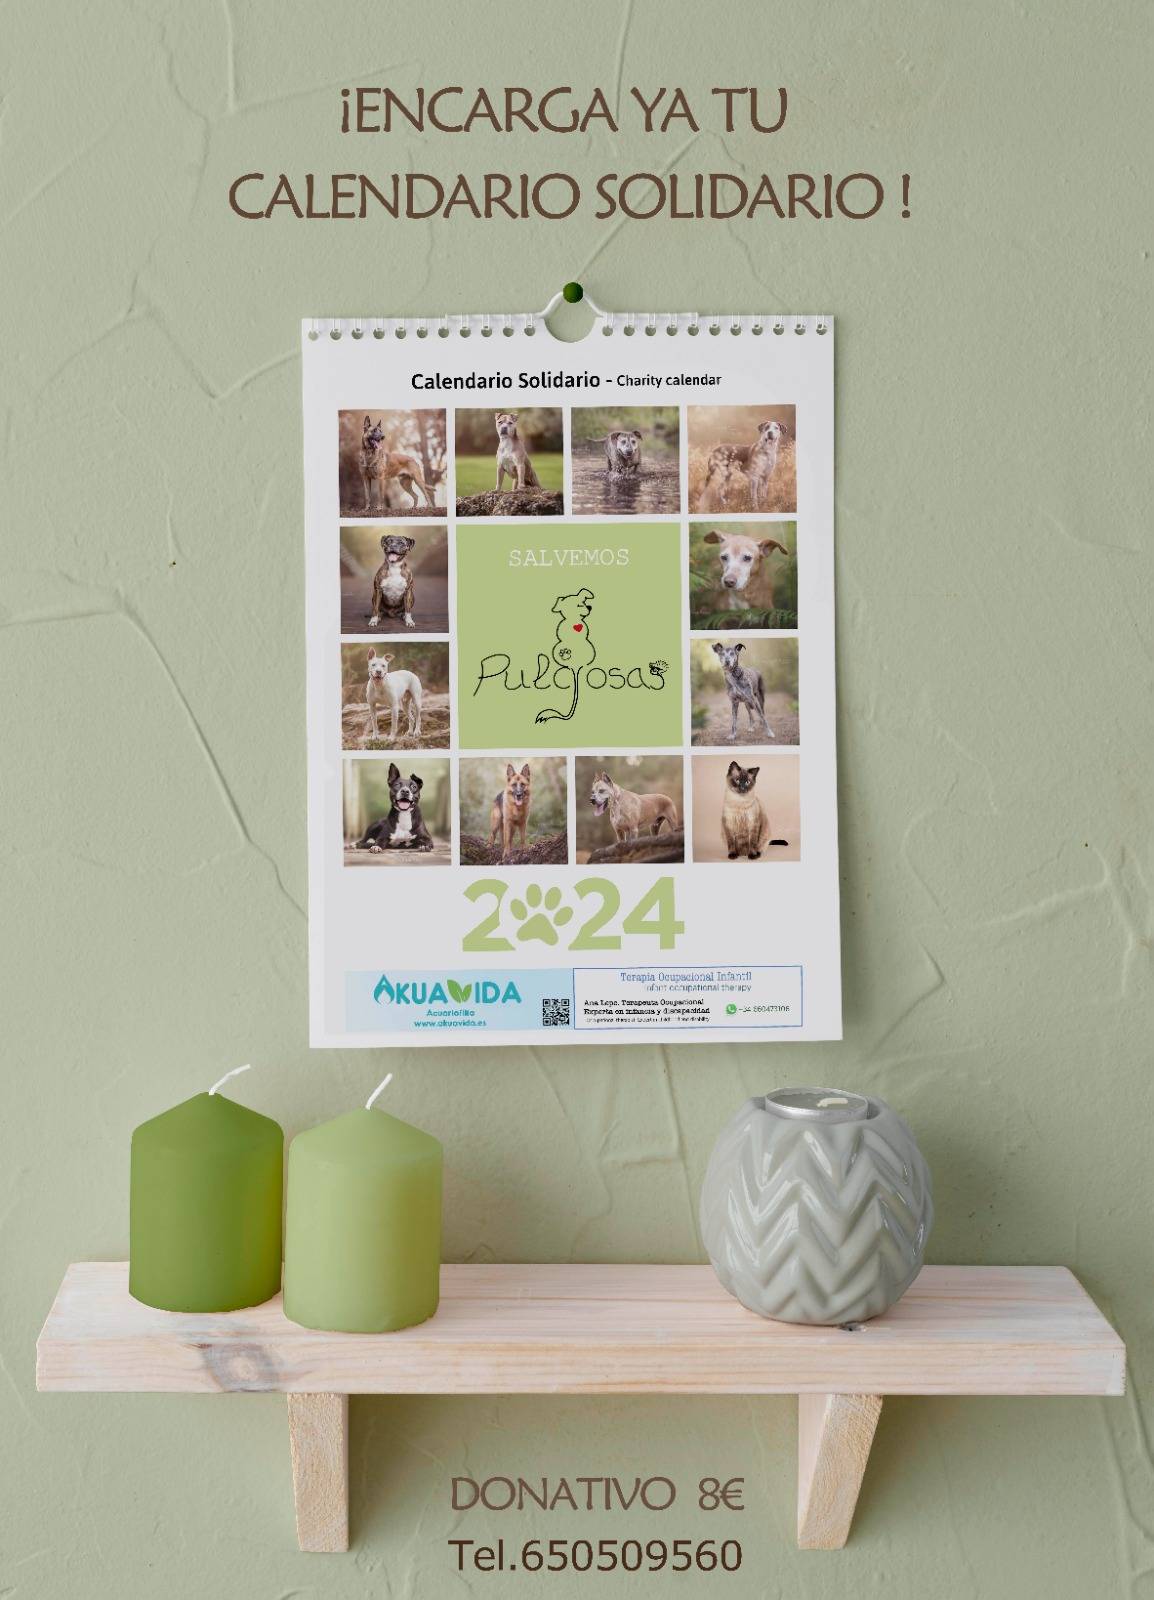 ¡ENCARGA YA TU
CALENDARIO SOLIDARIO !
Calendario Solidario - Charity calendar
SALVEMOS
Pulgosas
2024
AKUAVIDA
Acuariofilia
www.akuavida.es
Terapia Ocupacional Infantil
Infant occupational therapy
Ana Lepe. Terapeuta Ocupacional
Experta en infancia y discapacidad
DONATIVO 8€
Tel.650509560